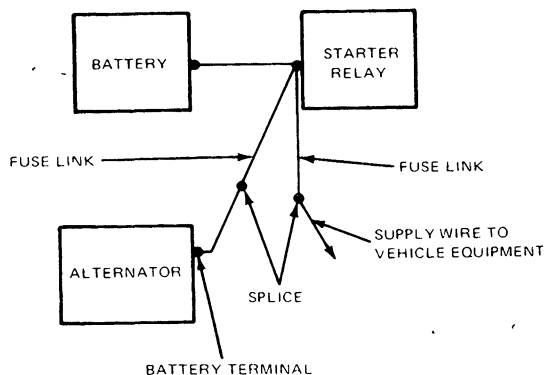 BATTERY
STARTER
RELAY
FUSE LINK
FUSE LINK
SUPPLY WIRE TO
VEHICLE EQUIPMENT
ALTERNATOR
SPLICE
BATTERY TERMINAL